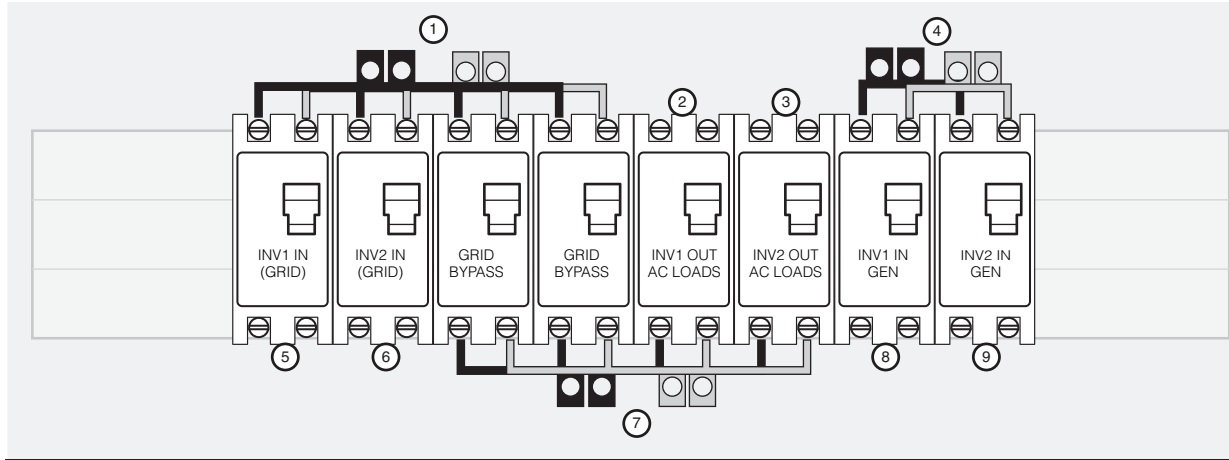 1
4
2
3
INV1 IN
(GRID)
INV2 IN
(GRID)
GRID
BYPASS
GRID
BYPASS
INV1 OUT
AC LOADS
INV2 OUT
AC LOADS
INV1 IN
GEN
INV2 IN
GEN
5
6
8
9
7